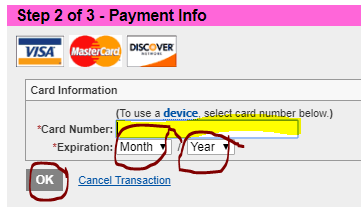 Step 2 of 3 - Payment Info
VISA MasterCard DISCOVER
NETWORK
Card Information
(To use a device, select card number below.)
*Card Number:
*Expiration: Month / Year
OK Cancel Transaction